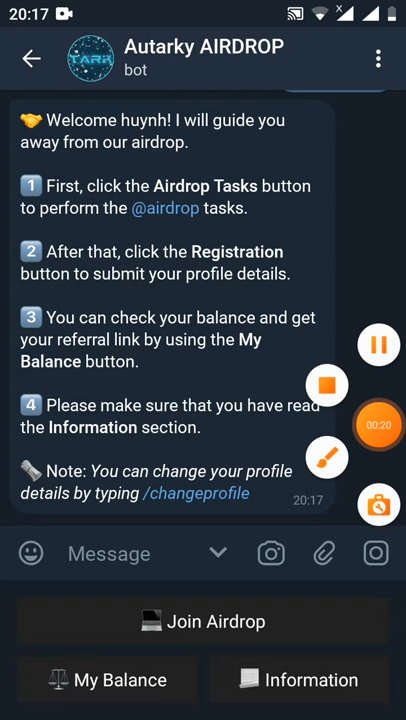 20:17
Autarky AIRDROP
TARK
bot
Welcome huynh! I will guide you
away from our airdrop.
1 First, click the Airdrop Tasks button
to perform the @airdrop tasks.
2 After that, click the Registration
button to submit your profile details.
3 You can check your balance and get
your referral link by using the My
Balance button.
4 Please make sure that you have read
the Information section.
Note: You can change your profile
details by typing /changeprofile
20:17
00:20
Message
Join Airdrop
My Balance
Information